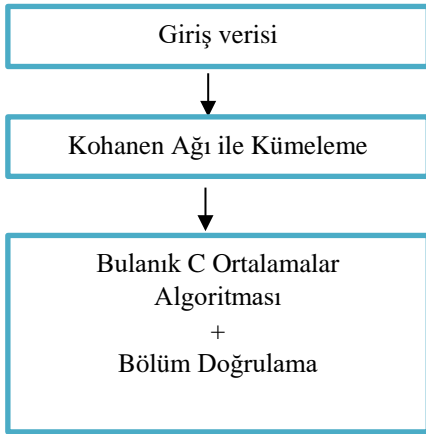 Giriş verisi
Kohanen Ağı ile Kümeleme
Bulanık C Ortalamalar
Algoritması
+
Bölüm Doğrulama